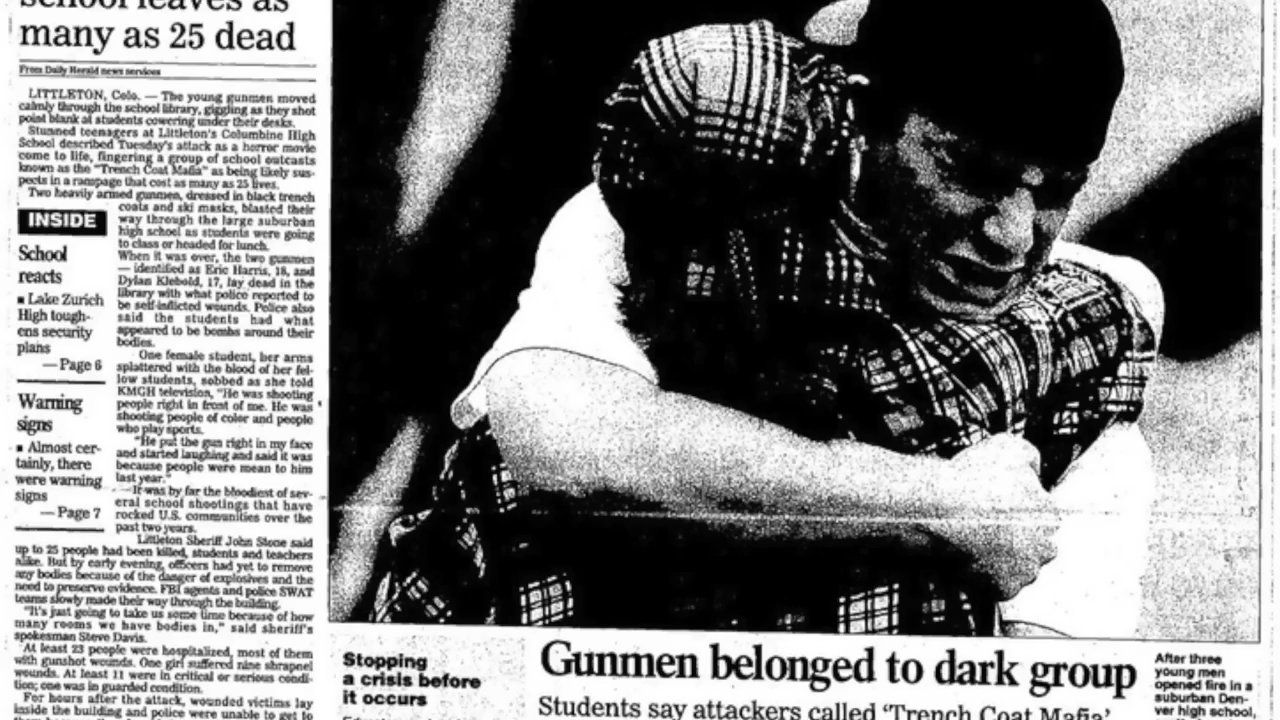 school leaves as
many as 25 dead
From Daily Herald news services
LITTLETON, Colo. — The young gunmen moved
calmly through the school library, giggling as they shot
point blank at students cowering under their desks.
Stunned teenagers at Littleton's Columbine High
School described Tuesday's attack as a horror movie
come to life, fingering a group of school outcasts
known as the "Trench Coat Mafia" as being likely sus-
pects in a rampage that cost as many as 25 lives.
Two heavily armed gunmen, dressed in black trench
coats and ski masks, blasted their
way through the large suburban
high school as students were going
to class or headed for lunch.
When it was over, the two gunmen
— identified as Eric Harris, 18, and
Dylan Klebold, 17, lay dead in the
library with what police reported to
be self-inflicted wounds. Police also
said the students had what
appeared to be bombs around their
bodies.
One female student, her arms
splattered with the blood of her fel-
low students, sobbed as she told
KMGH television, "He was shooting
people right in front of me. He was
shooting people of color and people
who play sports.
"He put the gun right in my face
and started laughing and said it was
because people were mean to him
last year."
It was by far the bloodiest of sev-
eral school shootings that have
rocked U.S. communities over the
past two years.
Littleton Sheriff John Stone said
up to 25 people had been killed, students and teachers
alike. But by early evening, officers had yet to remove
any bodies because of the danger of explosives and the
need to preserve evidence. FBI agents and police SWAT
teams slowly made their way through the building.
"It's just going to take us some time because of how
many rooms we have bodies in," said sheriff's
spokesman Steve Davis.
At least 23 people were hospitalized, most of them
with gunshot wounds. One girl suffered nine shrapnel
wounds. At least 11 were in critical or serious condi-
tion; one was in guarded condition.
For hours after the attack, wounded victims lay
inside the building and police were unable to get to
INSIDE
School
reacts
■ Lake Zurich
High tough-
ens security
plans
— Page 6
Warning
signs
■ Almost cer-
tainly, there
were warning
signs
— Page 7
Stopping
a crisis before
it occurs
Gunmen belonged to dark group
Students say attackers called 'Trench Coat Mafia'
After three
young men
opened fire in a
suburban Den-
ver high school,